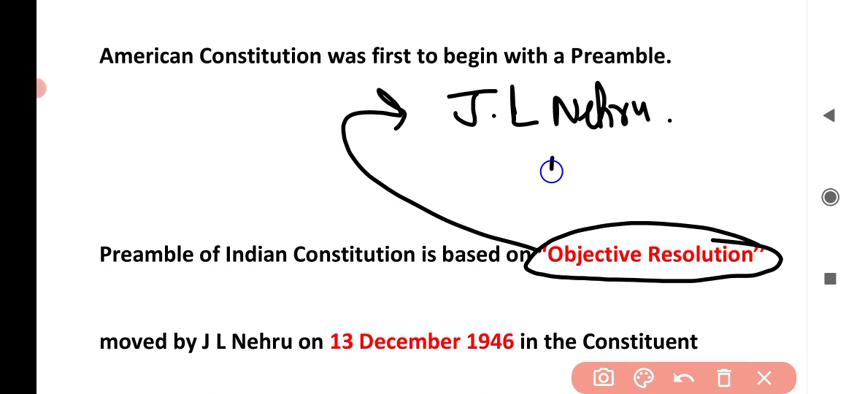 American Constitution was first to begin with a Preamble.
J.L Nehru.
Preamble of Indian Constitution is based on "Objective Resolution"
moved by J L Nehru on 13 December 1946 in the Constituent